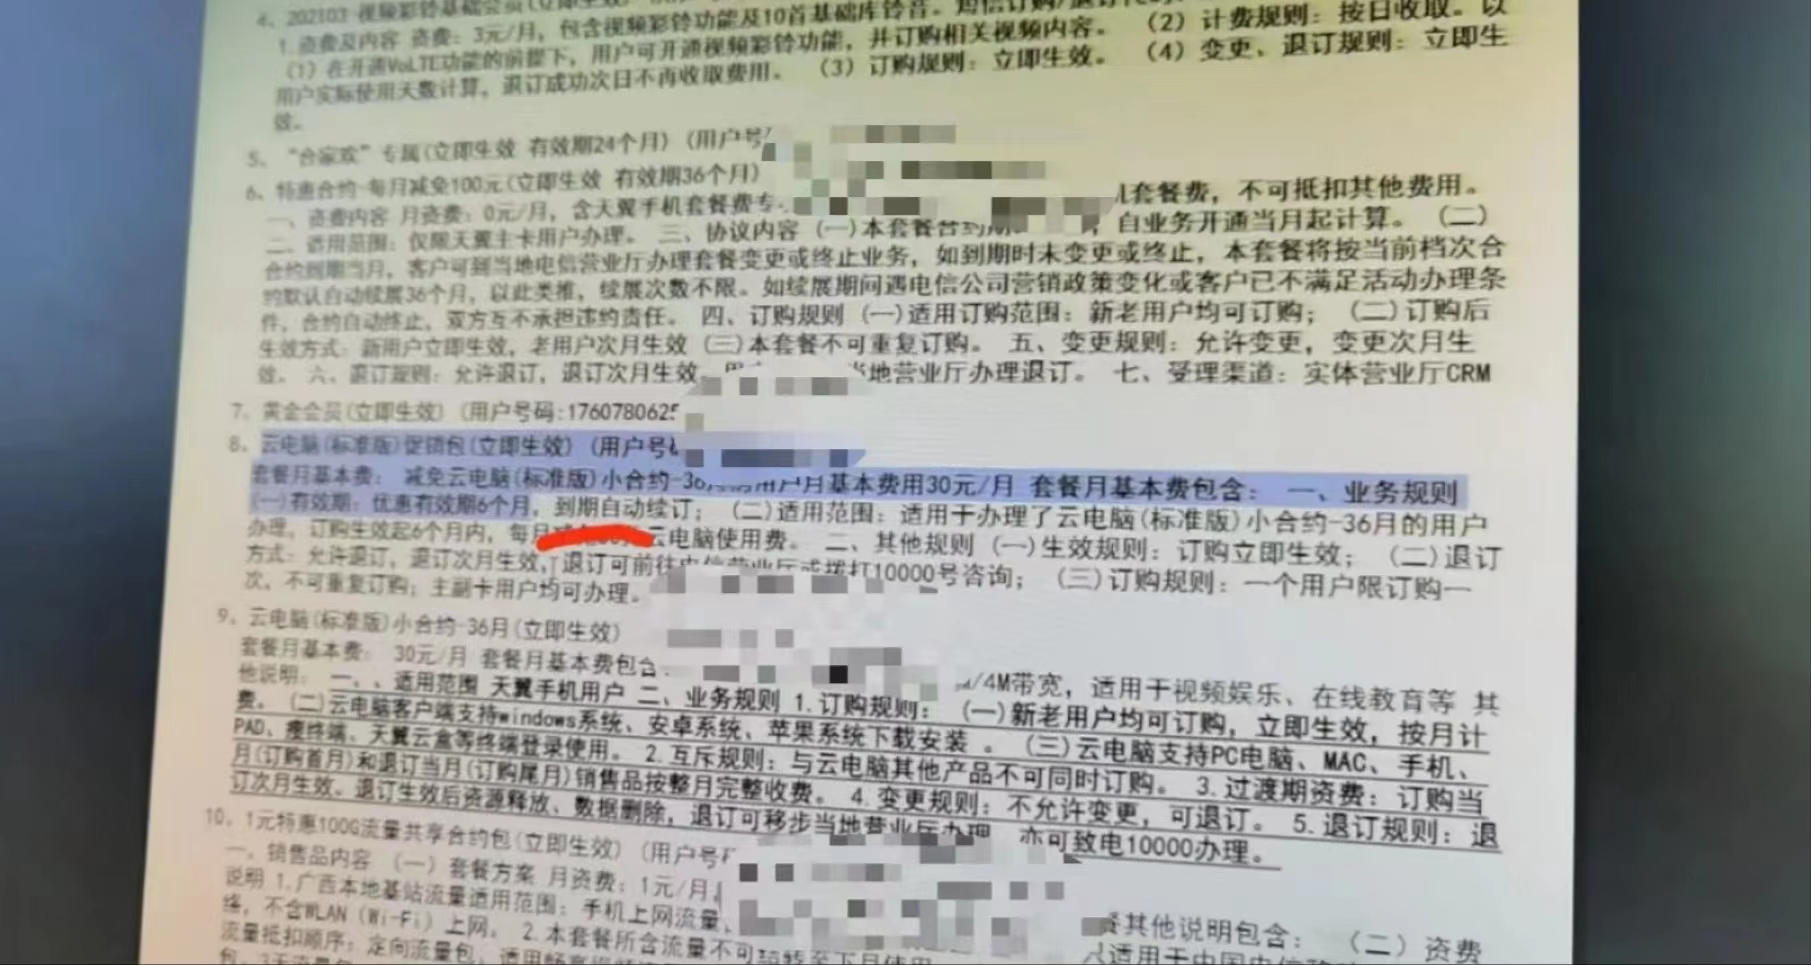 4、202103-视频彩铃基础会员(立即生效
1.资费及内容 资费：3元/月，包含视频彩铃功能及10首基础库铃音。短信订购/退订
（1）在开通VoLTE功能的前提下，用户可开通视频彩铃功能，并订购相关视频内容。 （2）计费规则：按日收取。以
用户实际使用天数计算，退订成功次日不再收取费用。 （3）订购规则：立即生效。 （4）变更、退订规则：立即生
效。
5、“合家欢”专属(立即生效 有效期24个月)（用户号
6、特惠合约-每月减免100元(立即生效 有效期36个月)
一、资费内容 月资费：0元/月，含天翼手机套餐费专 机套餐费，不可抵扣其他费用。
二、适用范围：仅限天翼主卡用户办理。 三、协议内容 (一)本套餐合约期 自业务开通当月起计算。 (二)
合约到期当月，客户可到当地电信营业厅办理套餐变更或终止业务，如到期时未变更或终止，本套餐将按当前档次合
约默认自动续展36个月，以此类推，续展次数不限。如续展期间遇电信公司营销政策变化或客户已不满足活动办理条
件，合约自动终止，双方互不承担违约责任。 四、订购规则 (一)适用订购范围：新老用户均可订购； (二)订购后
生效方式：新用户立即生效，老用户次月生效 (三)本套餐不可重复订购。 五、变更规则：允许变更，变更次月生
效。 六、退订规则：允许退订，退订次月生效 当地营业厅办理退订。 七、受理渠道：实体营业厅CRM
7、黄金会员(立即生效)（用户号码:1760780625
8、云电脑(标准版)促销包(立即生效)（用户号码
套餐月基本费： 减免云电脑(标准版)小合约-36月的用户月基本费用30元/月 套餐月基本费包含： 一、业务规则
(一)有效期：优惠有效期6个月，到期自动续订； (二)适用范围：适用于办理了云电脑(标准版)小合约-36月的用户
办理，订购生效起6个月内，每月 云电脑使用费。 二、其他规则 (一)生效规则：订购立即生效； (二)退订
方式：允许退订，退订次月生效，退订可前往电信营业厅或拨打10000号咨询； (三)订购规则：一个用户限订购一
次，不可重复订购；主副卡用户均可办理。
9、云电脑(标准版)小合约-36月(立即生效)
套餐月基本费： 30元/月 套餐月基本费包含 /4M带宽，适用于视频娱乐、在线教育等 其
他说明： 一、、适用范围 天翼手机用户 二、业务规则 1.订购规则： (一)新老用户均可订购，立即生效，按月计
费。 (二)云电脑客户端支持windows系统、安卓系统、苹果系统下载安装 。 (三)云电脑支持PC电脑、MAC、手机、
PAD、瘦终端、天翼云盒等终端登录使用。 2.互斥规则：与云电脑其他产品不可同时订购。 3.过渡期资费：订购当
月(订购首月)和退订当月(订购尾月)销售品按整月完整收费。 4.变更规则：不允许变更，可退订。 5.退订规则：退
订次月生效。退订生效后资源释放、数据删除，退订可移步当地营业厅办理，亦可致电10000办理。
10、1元特惠100G流量共享合约包(立即生效)（用户号码
一、销售品内容 (一) 套餐方案 月资费：1元/月， 餐其他说明包含： (二) 资费
说明 1.广西本地基站流量适用范围：手机上网流量、 只适用于中国电信
络，不含WLAN（Wi-Fi）上网。 2.本套餐所含流量不可结转至下月使用
流量抵扣顺序：定向流量包、